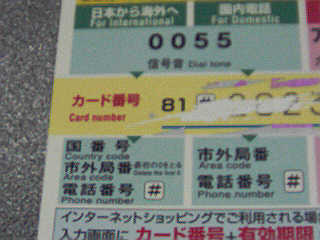 日本から海外へ 国内電話
For International For Domestic
0055
信号音 Dial tone
カード番号 81 #
Card number
国番号
Country code
市外局番 最初の0をとる
Area code Delete the first 0
電話番号 #
Phone number
市外局番
Area code
電話番号 #
Phone number
インターネットショッピングでご利用される場
入力画面に カード番号+有効期限